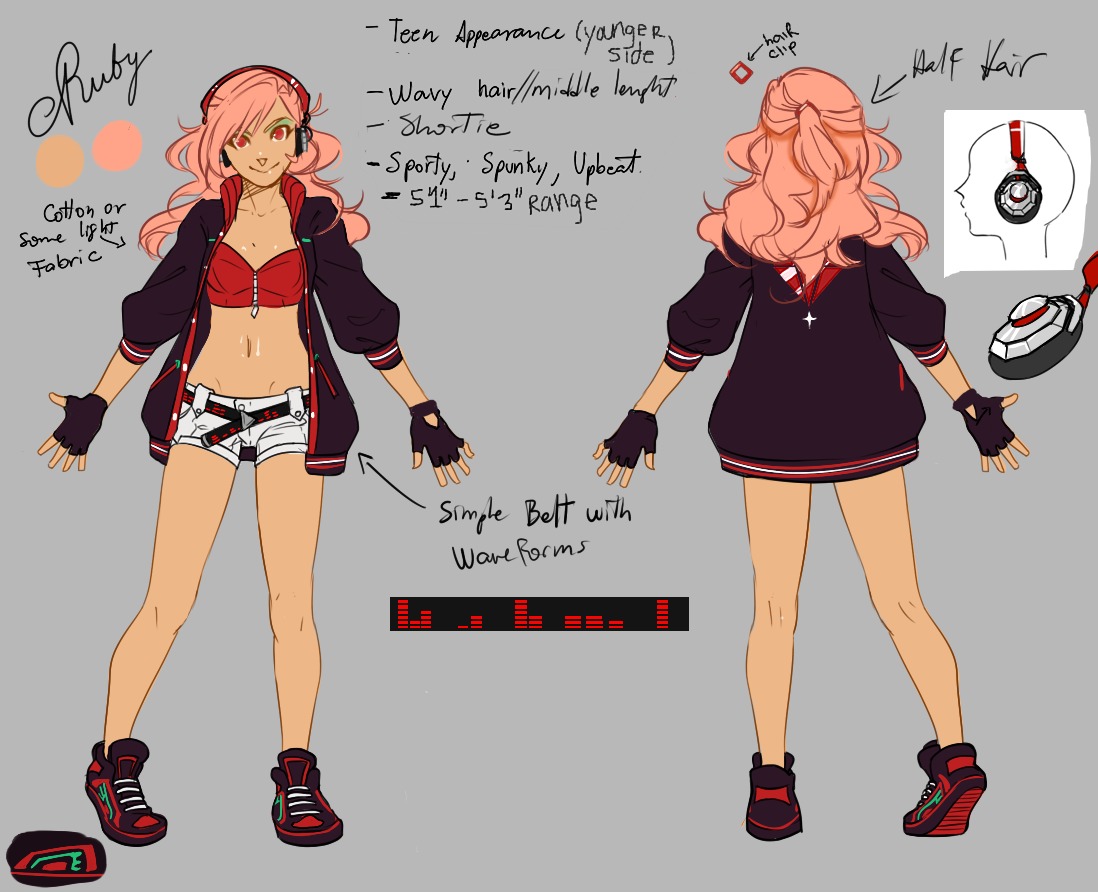 Ruby
- Teen Appearance (younger
side)
- Wavy hair//middle lenght.
- Shortie
- Sporty, Spunky, Upbeat.
- 5'1" - 5'3" Range
Cotton or
Some light
Fabric
hair
clip
Half Hair
Simple Belt with
Waveforms